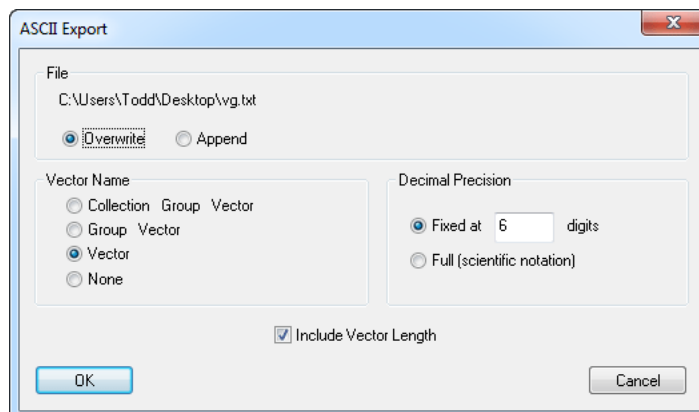 ASCII Export
File
C:\Users\Todd\Desktop\vg.txt
Overwrite Append
Vector Name
Collection Group Vector
Group Vector
Vector
None
Decimal Precision
Fixed at 6 digits
Full (scientific notation)
Include Vector Length
OK Cancel